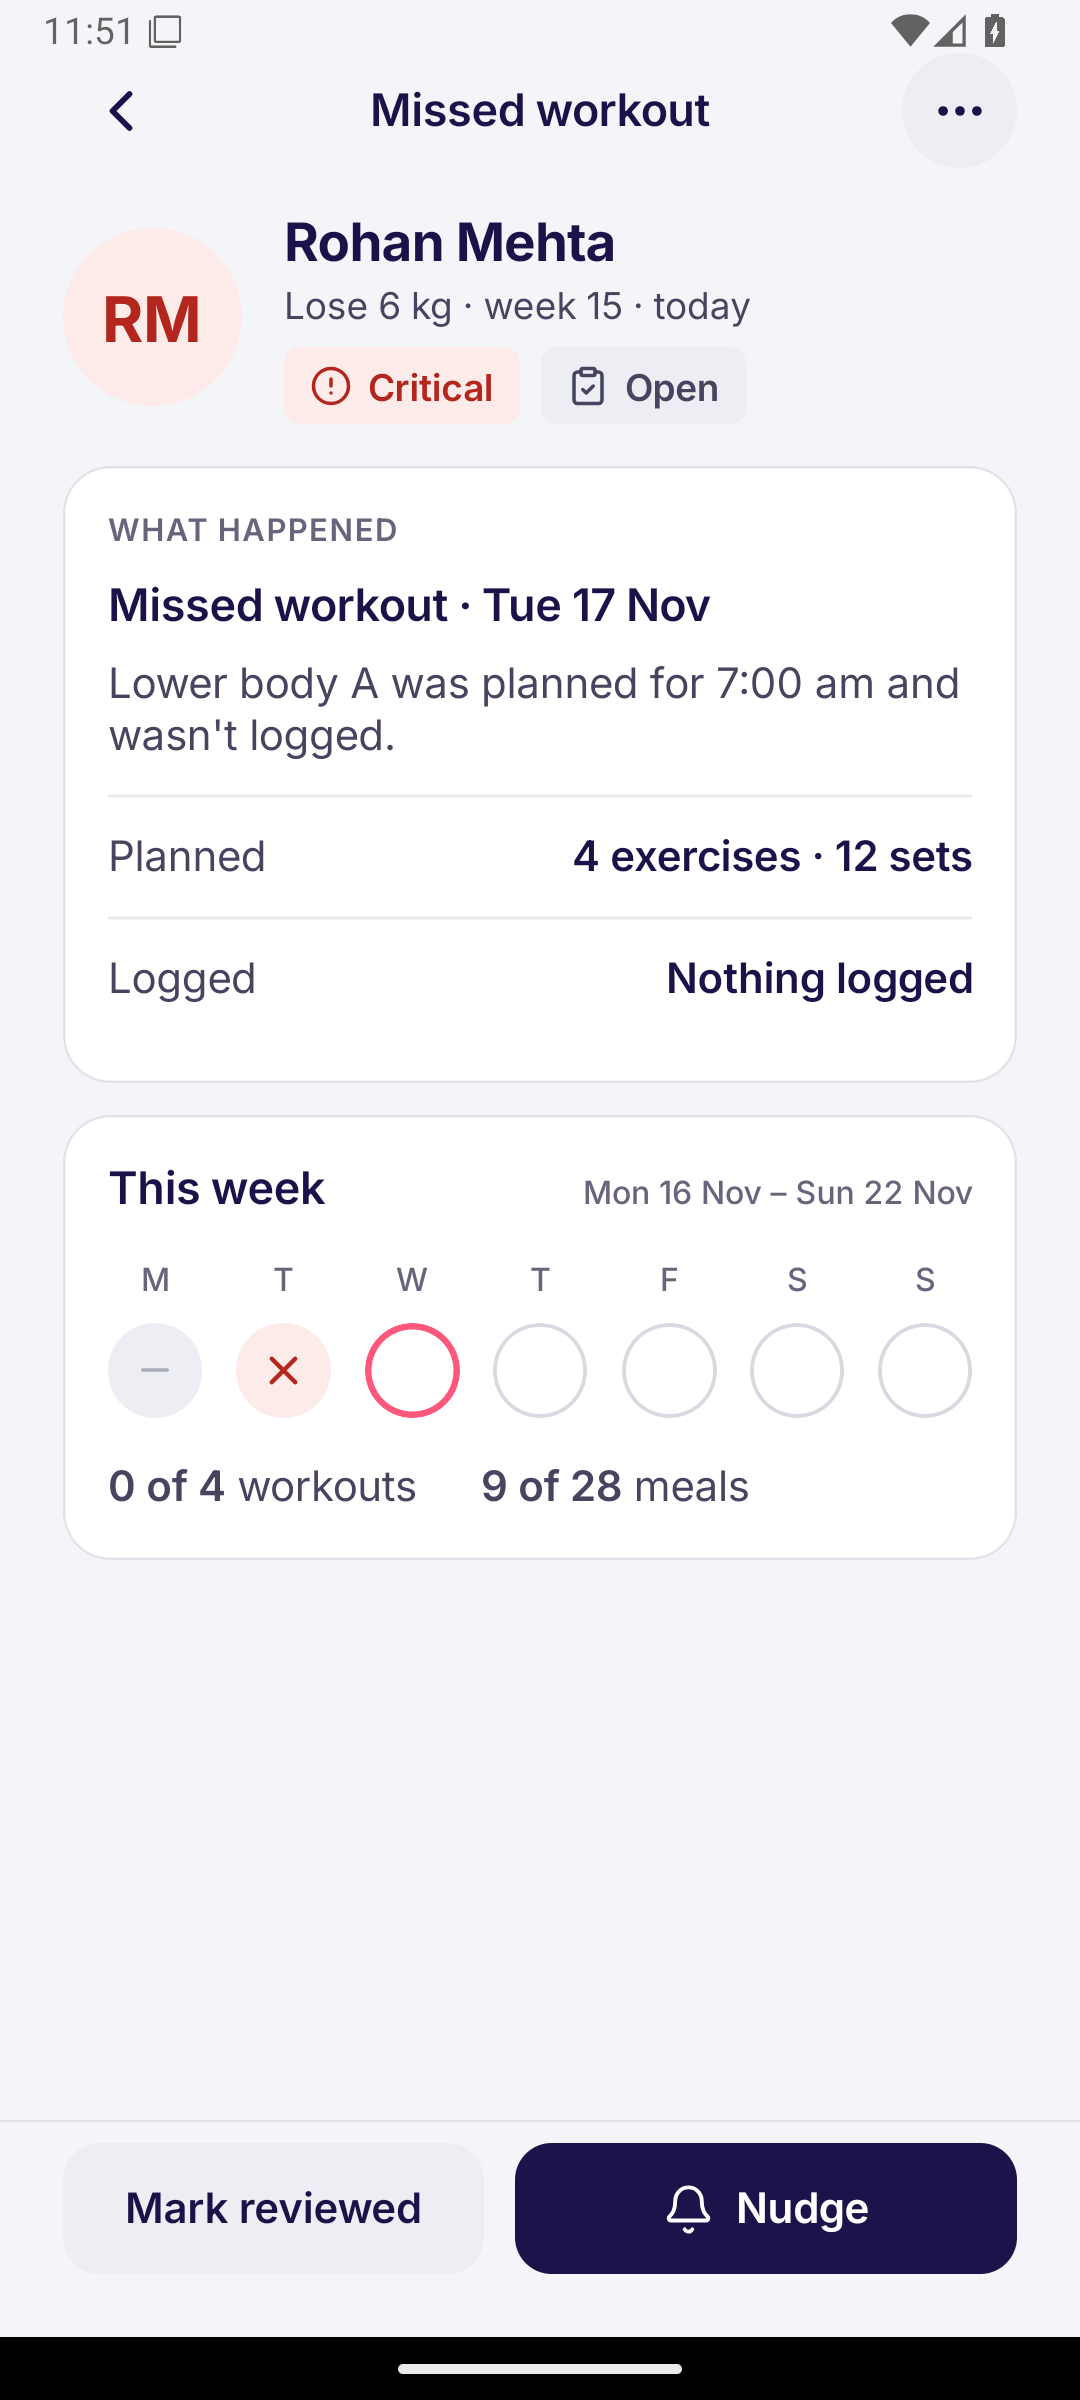 11:51
Missed workout
RM
Rohan Mehta
Lose 6 kg · week 15 · today
Critical
Open
WHAT HAPPENED
Missed workout · Tue 17 Nov
Lower body A was planned for 7:00 am and
wasn't logged.
Planned
4 exercises · 12 sets
Logged
Nothing logged
This week
Mon 16 Nov – Sun 22 Nov
M T W T F S S
0 of 4 workouts
9 of 28 meals
Mark reviewed
Nudge